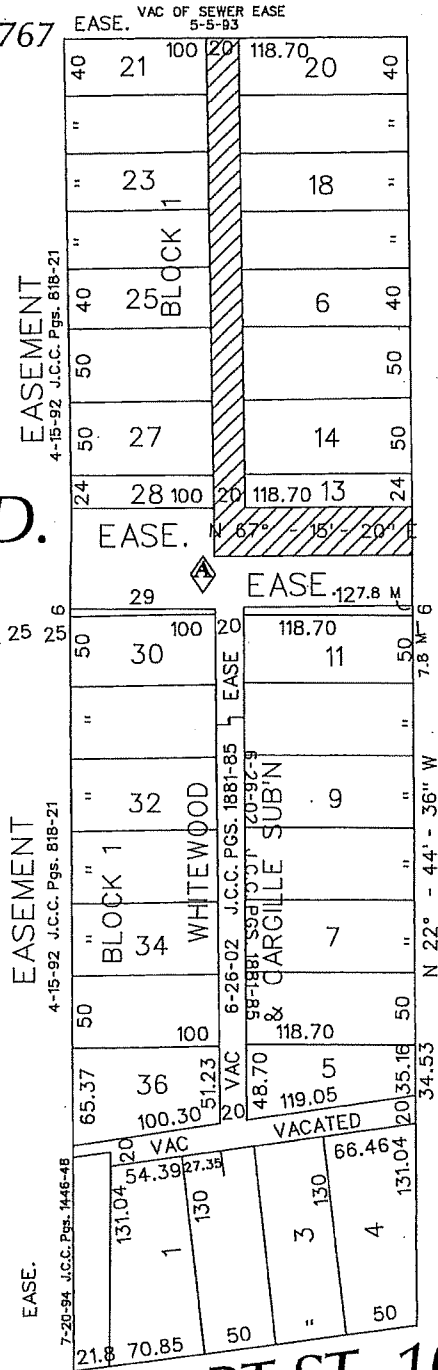 767
EASE.
VAC OF SEWER EASE
5-5-93
40 21 100 20 118.70 20 40
" "
" 23 18 "
" "
BLOCK 1
40 25 6 40
50 50
EASEMENT
4-15-92 J.C.C. Pgs. 818-21
50 27 14 50
24 28 100 20 118.70 13 24
D.
EASE. N 67° - 15' - 20" E
A
EASE. 127.8 M
6 29 6
25 25 50 30 100 20 118.70 11 50 7.8 M
EASE
" "
" 32 9 "
" "
" 34 7 "
EASEMENT
4-15-92 J.C.C. Pgs. 818-21
BLOCK 1
WHITEWOOD
6-26-02 J.C.C. PGS. 1881-85
6-26-02 J.C.C PGS. 1881-85
& CARGILLE SUB'N
N 22° - 44' - 36" W
50 100 118.70 50
65.37 36 51.23 VAC 48.70 5 35.16 34.53
100.30 20 119.05 20
20 VAC VACATED
54.39 27.35 66.46
131.04 130 130 131.04
1 3 4
EASE.
7-20-94 J.C.C. Pgs. 1446-48
21.8 70.85 50 " 50